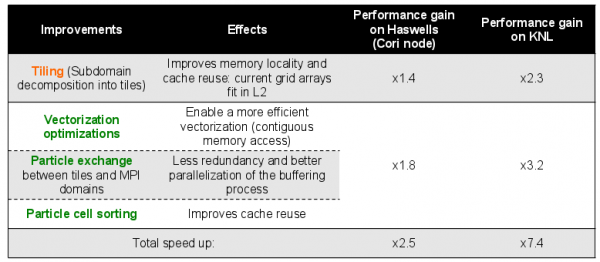 Improvements
Effects
Performance gain
on Haswells
(Cori node)
Performance gain
on KNL
Tiling (Subdomain
decomposition into tiles)
Improves memory locality and
cache reuse: current grid arrays
fit in L2
x1.4
x2.3
Vectorization
optimizations
Enable a more efficient
vectorization (contiguous
memory access)
Particle exchange
between tiles and MPI
domains
Less redundancy and better
parallelization of the buffering
process
x1.8
x3.2
Particle cell sorting
Improves cache reuse
Total speed up:
x2.5
x7.4